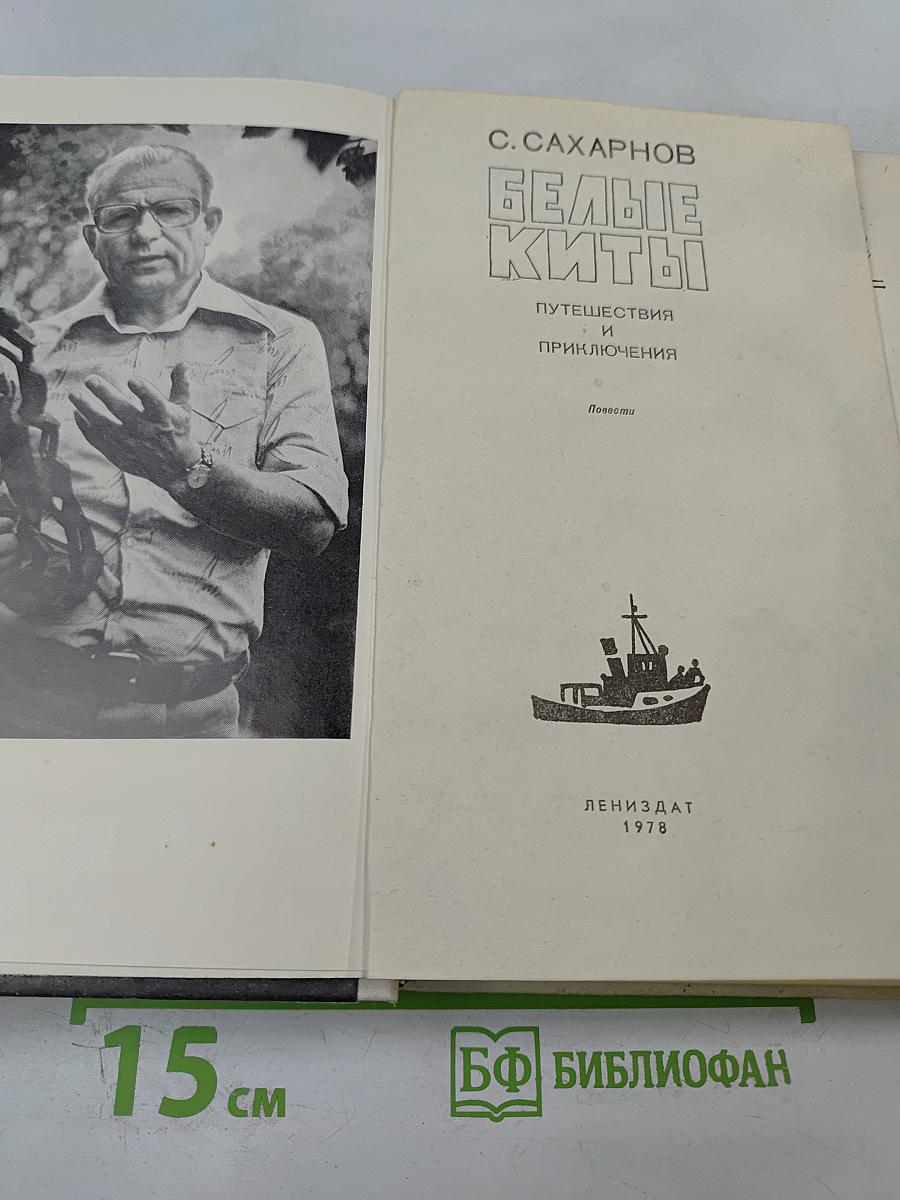 С. САХАРНОВ
БЕЛЫЕ
КИТЫ
ПУТЕШЕСТВИЯ
И
ПРИКЛЮЧЕНИЯ
Повести
ЛЕНИЗДАТ
1978
15 см
БФ БИБЛИОФАН